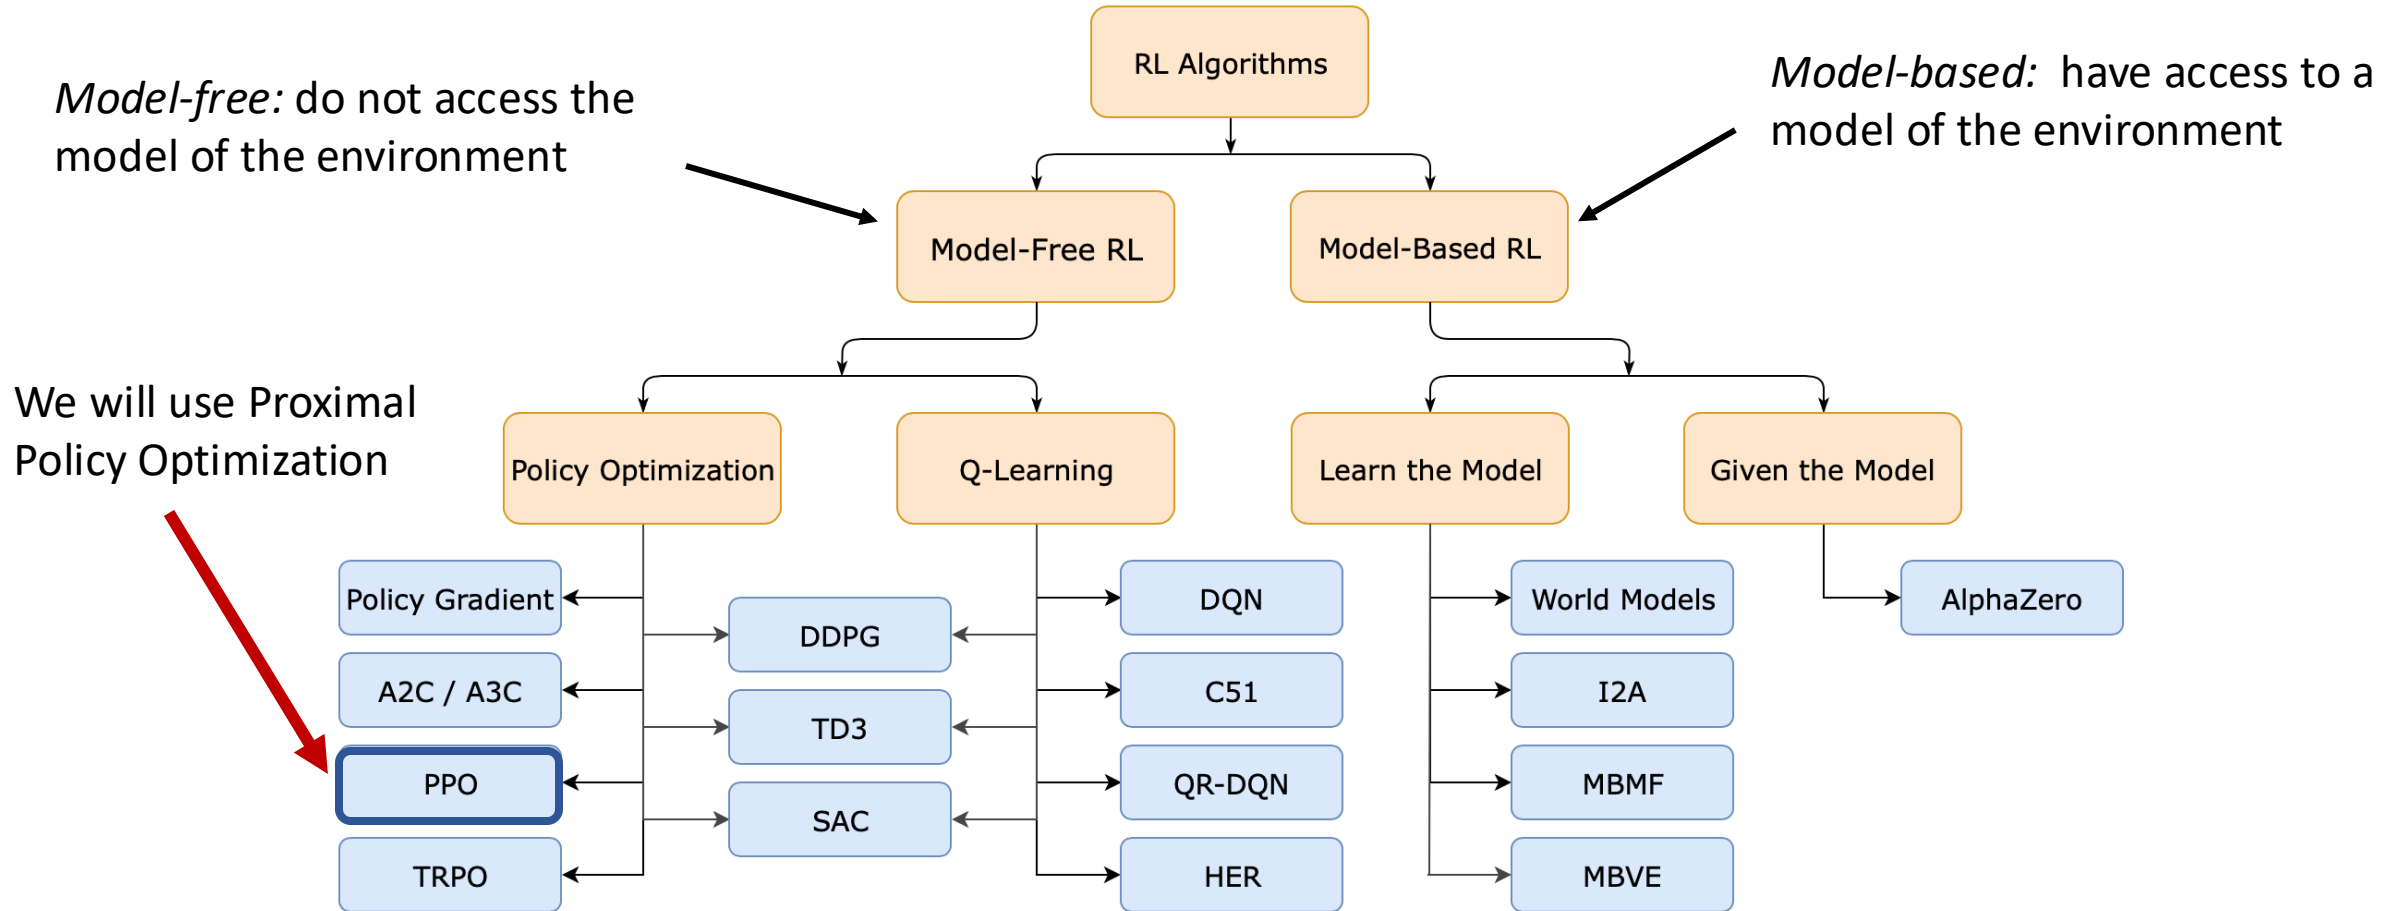 RL Algorithms
Model-free: do not access the
model of the environment
Model-based: have access to a
model of the environment
Model-Free RL
Model-Based RL
We will use Proximal
Policy Optimization
Policy Optimization
Q-Learning
Learn the Model
Given the Model
Policy Gradient
DDPG
DQN
World Models
AlphaZero
A2C / A3C
TD3
C51
I2A
PPO
SAC
QR-DQN
MBMF
TRPO
HER
MBVE